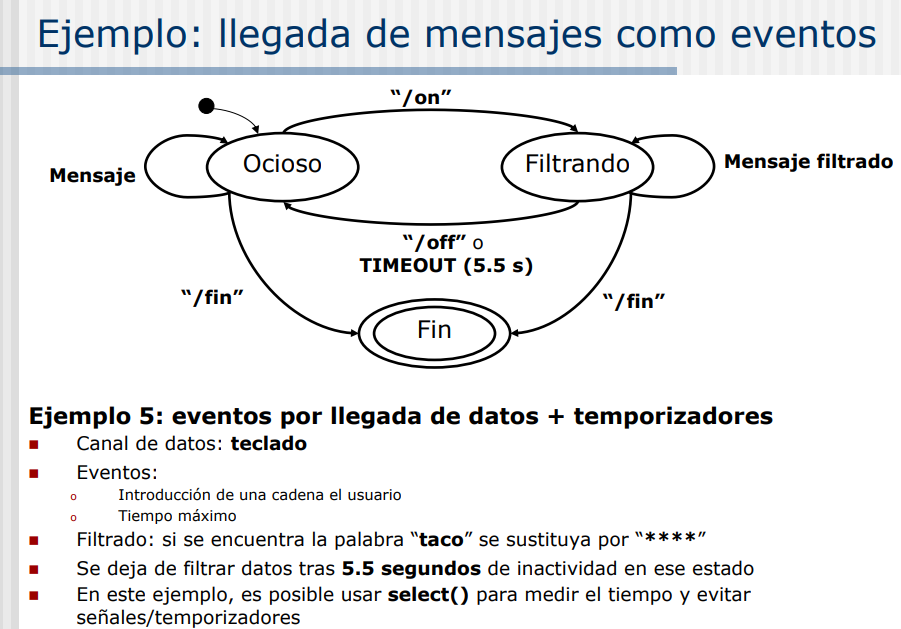 Ejemplo: llegada de mensajes como eventos
“/on”
Ocioso
Filtrando
Mensaje
Mensaje filtrado
“/off” o
TIMEOUT (5.5 s)
“/fin”
“/fin”
Fin
Ejemplo 5: eventos por llegada de datos + temporizadores
Canal de datos: teclado
Eventos:
Introducción de una cadena el usuario
Tiempo máximo
Filtrado: si se encuentra la palabra “taco” se sustituya por “****”
Se deja de filtrar datos tras 5.5 segundos de inactividad en ese estado
En este ejemplo, es posible usar select() para medir el tiempo y evitar
señales/temporizadores